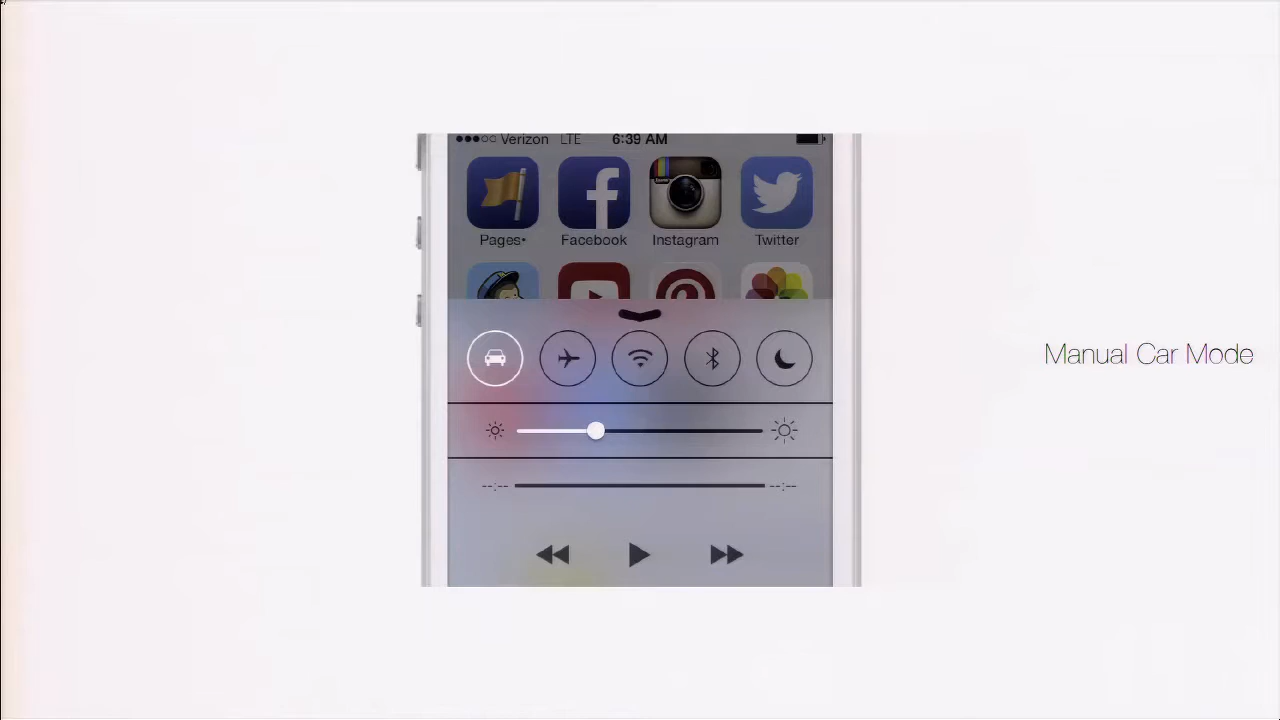 Verizon LTE 6:39 AM
Pages• Facebook Instagram Twitter
Manual Car Mode
--:-- --:--